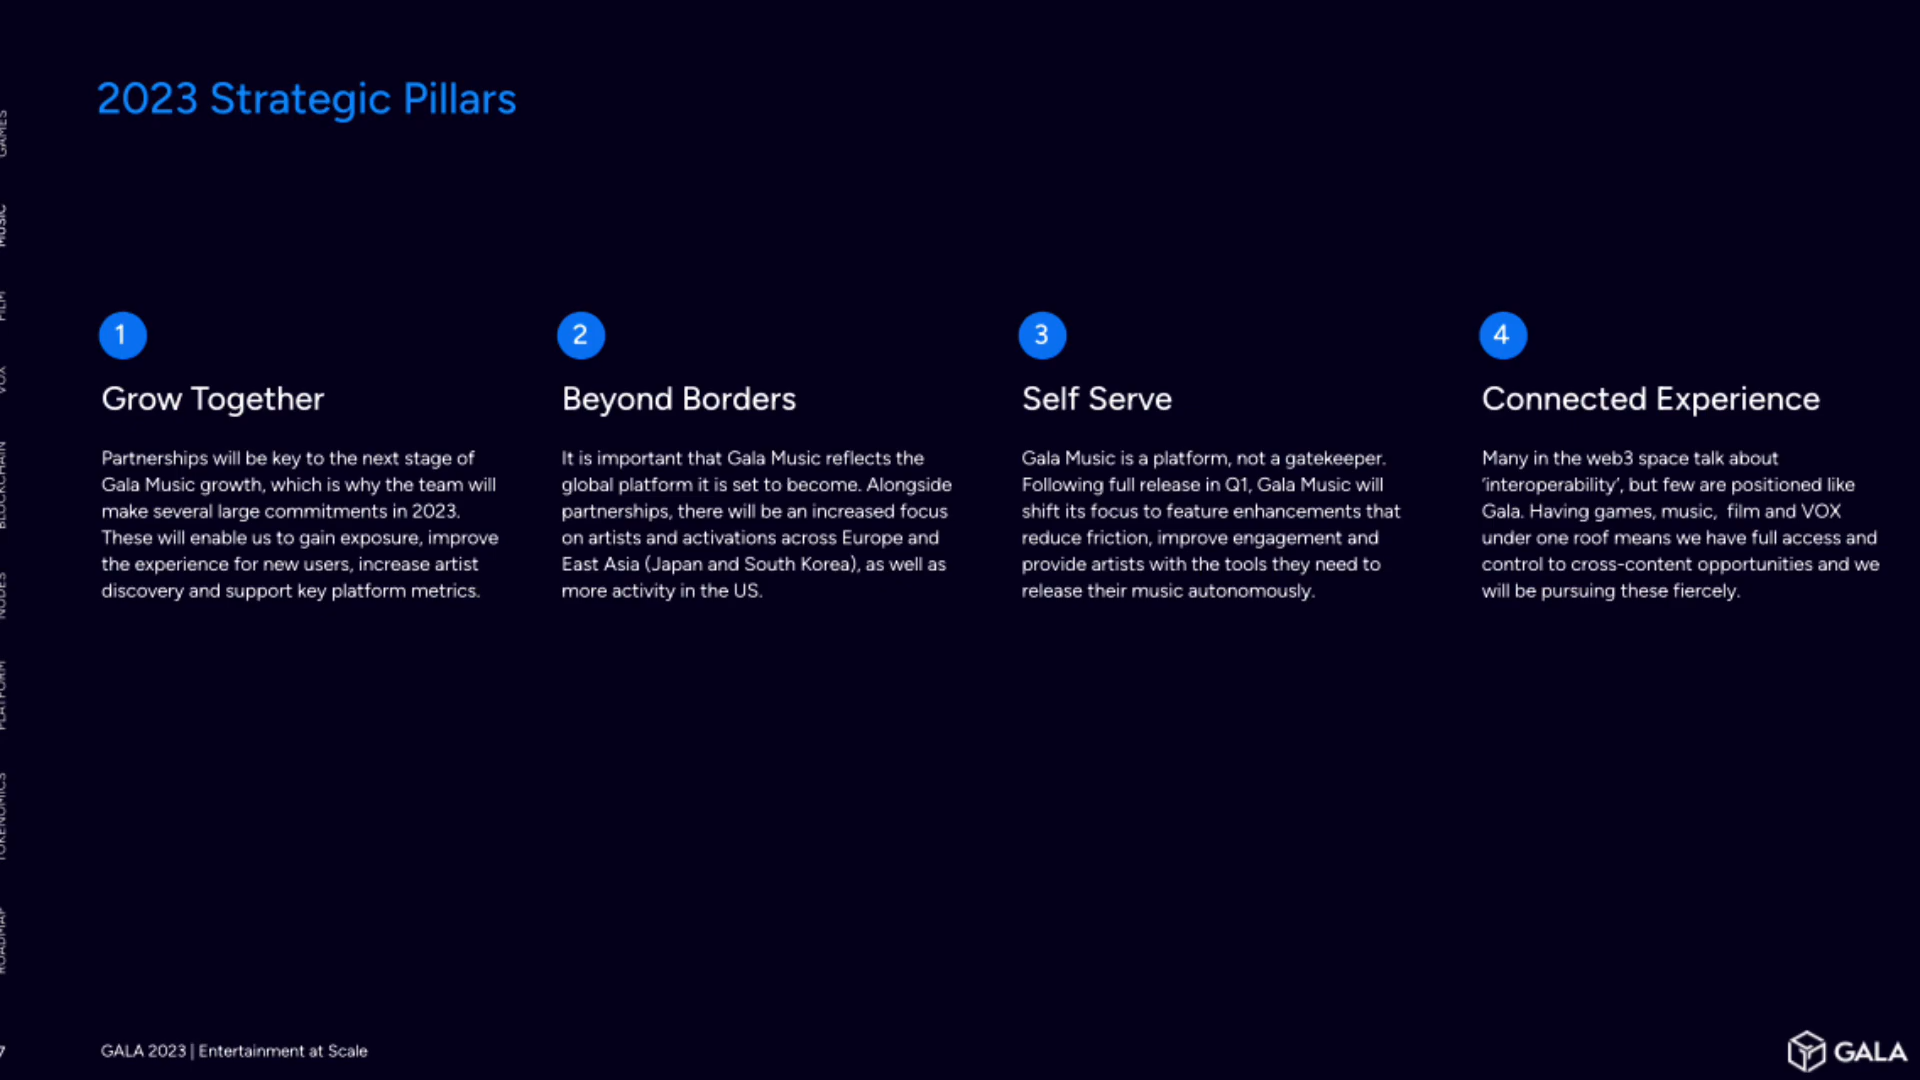 2023 Strategic Pillars
GAMES
MUSIC
FILM
VOX
BLOCKCHAIN
NODES
PLATFORM
TOKENOMICS
ROADMAP
1
Grow Together
Partnerships will be key to the next stage of
Gala Music growth, which is why the team will
make several large commitments in 2023.
These will enable us to gain exposure, improve
the experience for new users, increase artist
discovery and support key platform metrics.
2
Beyond Borders
It is important that Gala Music reflects the
global platform it is set to become. Alongside
partnerships, there will be an increased focus
on artists and activations across Europe and
East Asia (Japan and South Korea), as well as
more activity in the US.
3
Self Serve
Gala Music is a platform, not a gatekeeper.
Following full release in Q1, Gala Music will
shift its focus to feature enhancements that
reduce friction, improve engagement and
provide artists with the tools they need to
release their music autonomously.
4
Connected Experience
Many in the web3 space talk about
'interoperability', but few are positioned like
Gala. Having games, music, film and VOX
under one roof means we have full access and
control to cross-content opportunities and we
will be pursuing these fiercely.
GALA 2023 | Entertainment at Scale
GALA